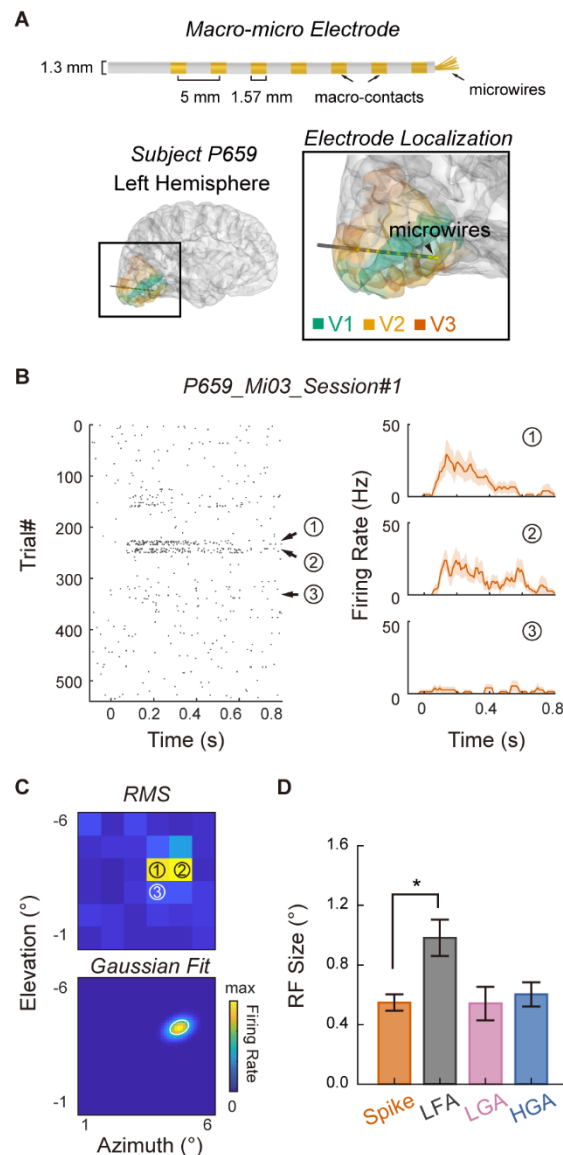 A
Macro-micro Electrode
1.3 mm
5 mm
1.57 mm
macro-contacts
microwires
Subject P659
Left Hemisphere
Electrode Localization
microwires
V1 V2 V3
B
P659_Mi03_Session#1
Trial#
0
100
200
300
400
500
①
②
③
0 0.2 0.4 0.6 0.8
Time (s)
Firing Rate (Hz)
50
①
0
50
②
0
50
③
0
0 0.4 0.8
Time (s)
C
RMS
-6
① ②
③
-1
Elevation (°)
Gaussian Fit
-6
max
Firing Rate
0
-1
1 6
Azimuth (°)
D
RF Size (°)
1.6
1.2
0.8
0.4
0.0
*
Spike LFA LGA HGA